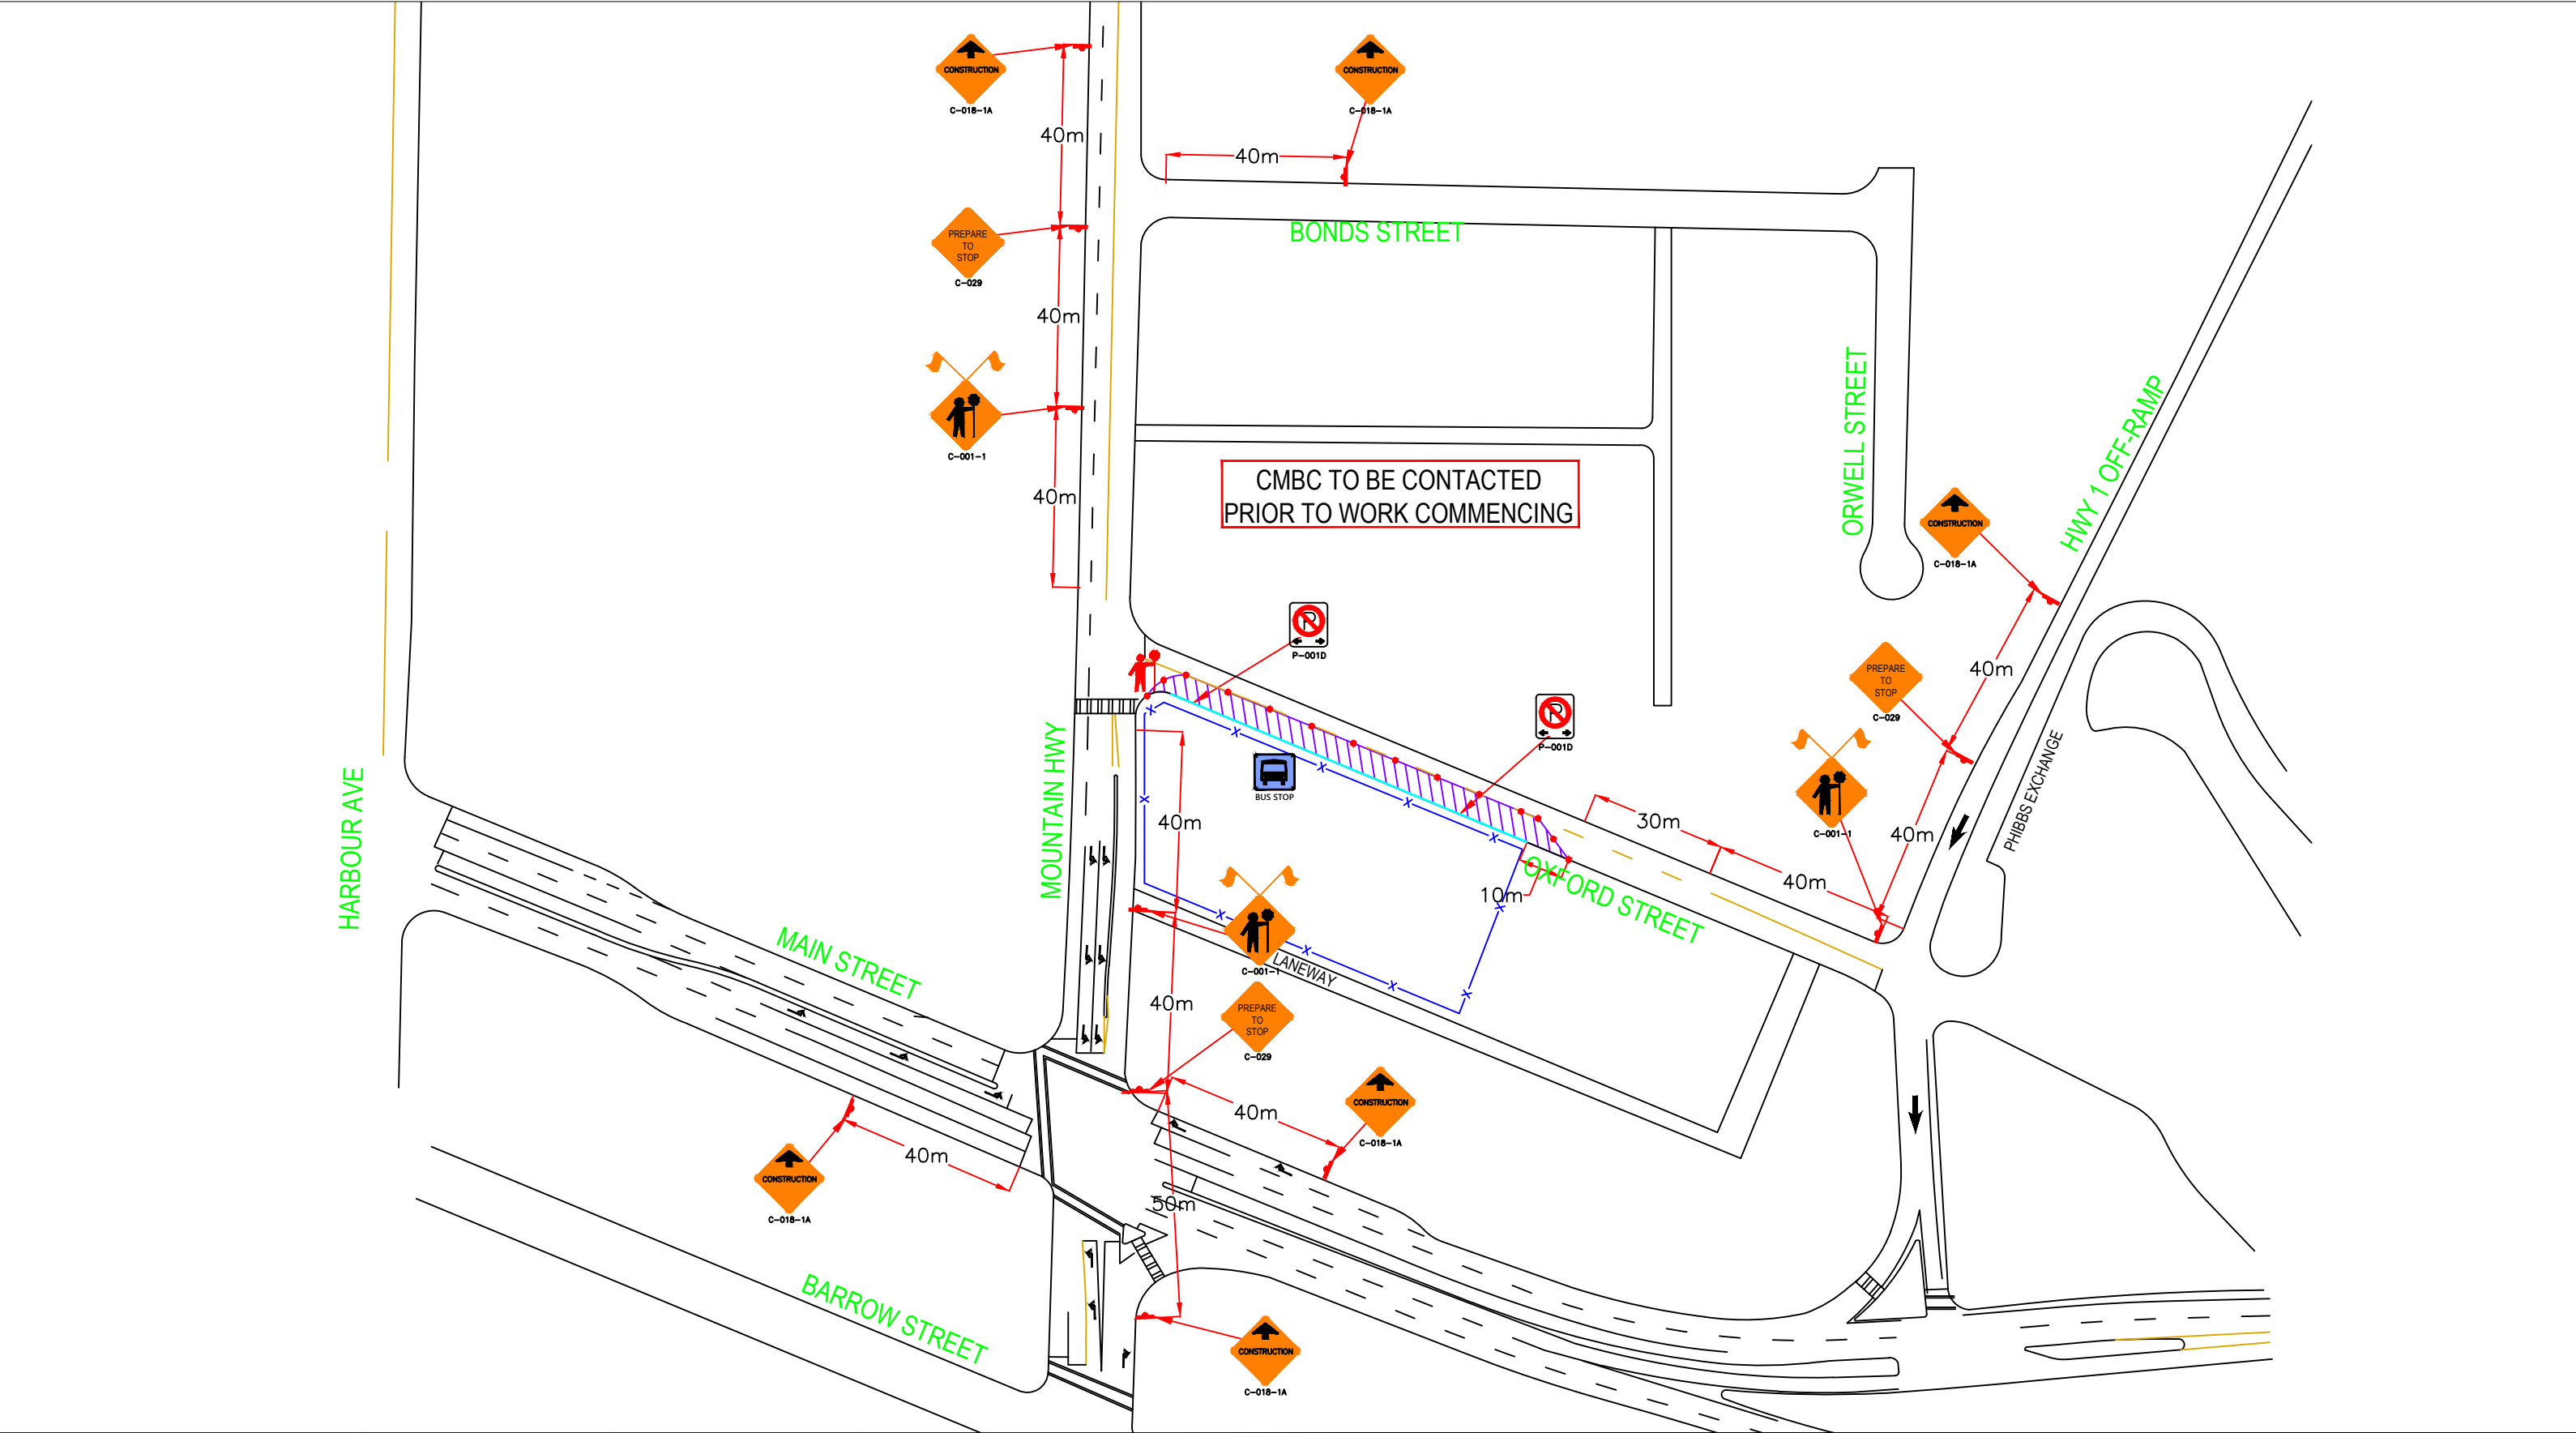 CONSTRUCTION
C-018-1A
CONSTRUCTION
C-018-1A
40m
40m
PREPARE
TO
STOP
C-029
BONDS STREET
40m
C-001-1
40m
CMBC TO BE CONTACTED
PRIOR TO WORK COMMENCING
ORWELL STREET
HWY 1 OFF-RAMP
CONSTRUCTION
C-018-1A
P
P-001D
40m
PREPARE
TO
STOP
C-029
P
P-001D
PHIBBS EXCHANGE
MOUNTAIN HWY
HARBOUR AVE
BUS STOP
40m
30m
C-001-1
40m
40m
10m
OXFORD STREET
MAIN STREET
C-001-1
LANEWAY
40m
PREPARE
TO
STOP
C-029
40m
CONSTRUCTION
C-018-1A
40m
CONSTRUCTION
C-018-1A
50m
BARROW STREET
CONSTRUCTION
C-018-1A